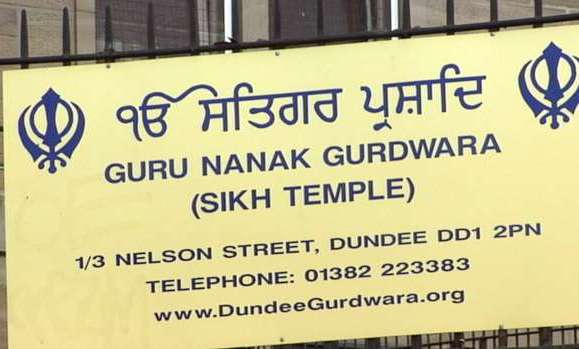 ੴ ਸਤਿਗਰ ਪ੍ਰਸ਼ਾਦਿ
GURU NANAK GURDWARA
(SIKH TEMPLE)
1/3 NELSON STREET, DUNDEE DD1 2PN
TELEPHONE: 01382 223383
www.DundeeGurdwara.org